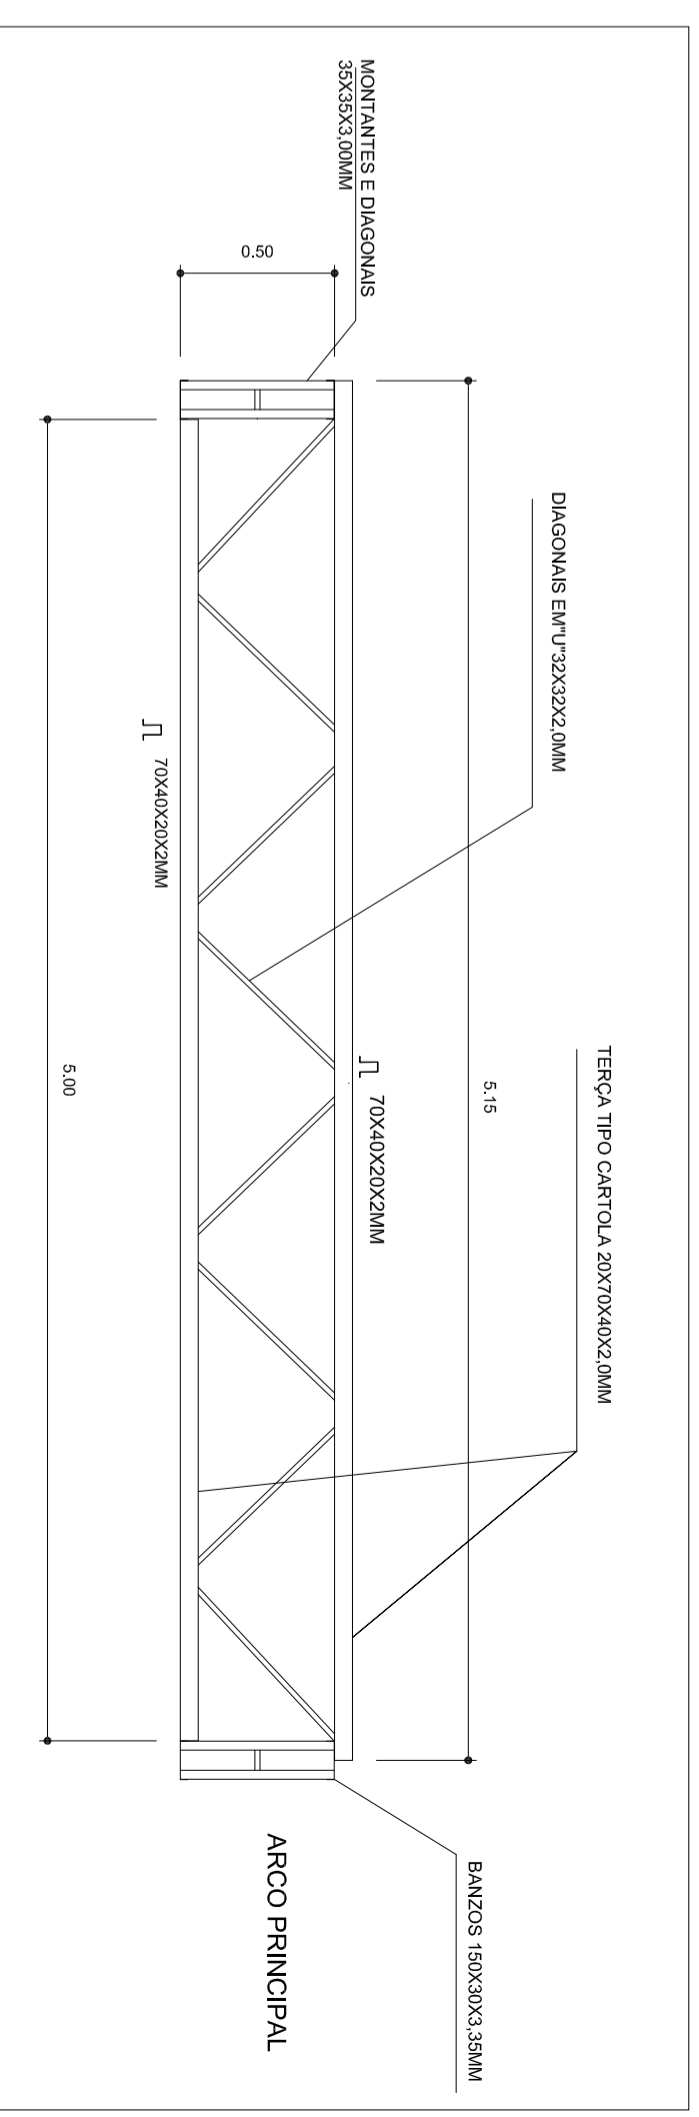 TERÇA TIPO CARTOLA 20X70X40X2,0MM
DIAGONAIS EM"U"32X32X2,0MM
5.15
BANZOS 150X30X3,35MM
MONTANTES E DIAGONAIS
35X35X3,00MM
70X40X20X2MM
0.50
ARCO PRINCIPAL
70X40X20X2MM
5.00